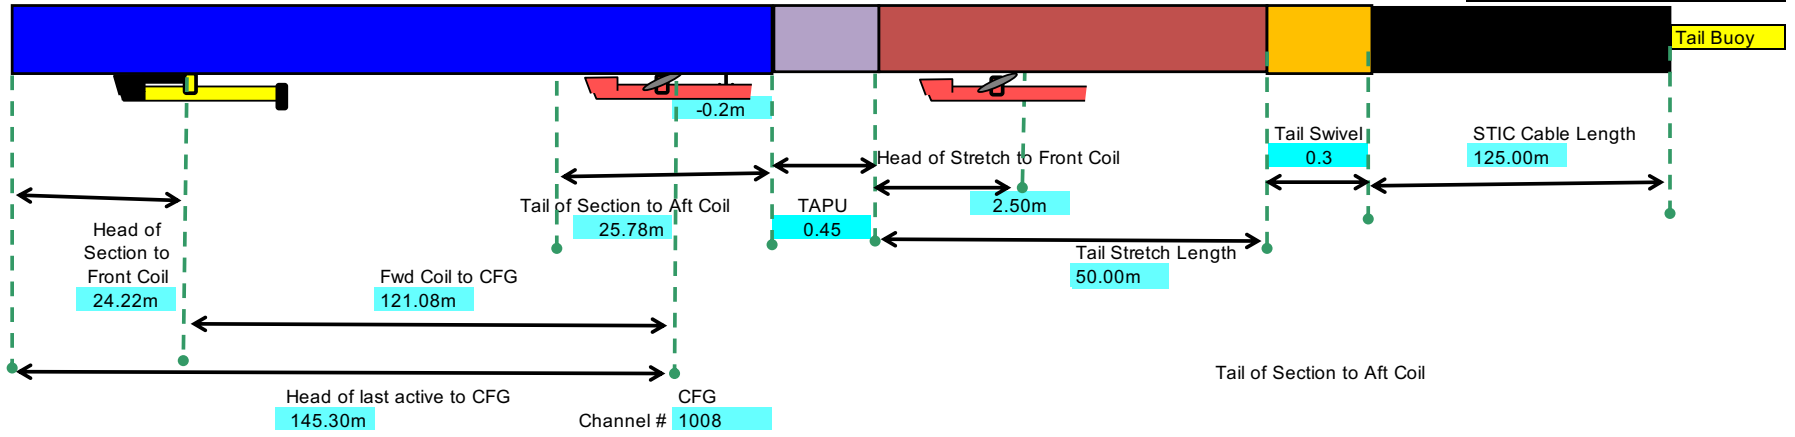 Tail Buoy
-0.2m
Tail Swivel
0.3
STIC Cable Length
125.00m
Head of Stretch to Front Coil
2.50m
Tail of Section to Aft Coil
25.78m
TAPU
0.45
Head of
Section to
Front Coil
24.22m
Fwd Coil to CFG
121.08m
Tail Stretch Length
50.00m
Head of last active to CFG
145.30m
CFG
Channel # 1008
Tail of Section to Aft Coil